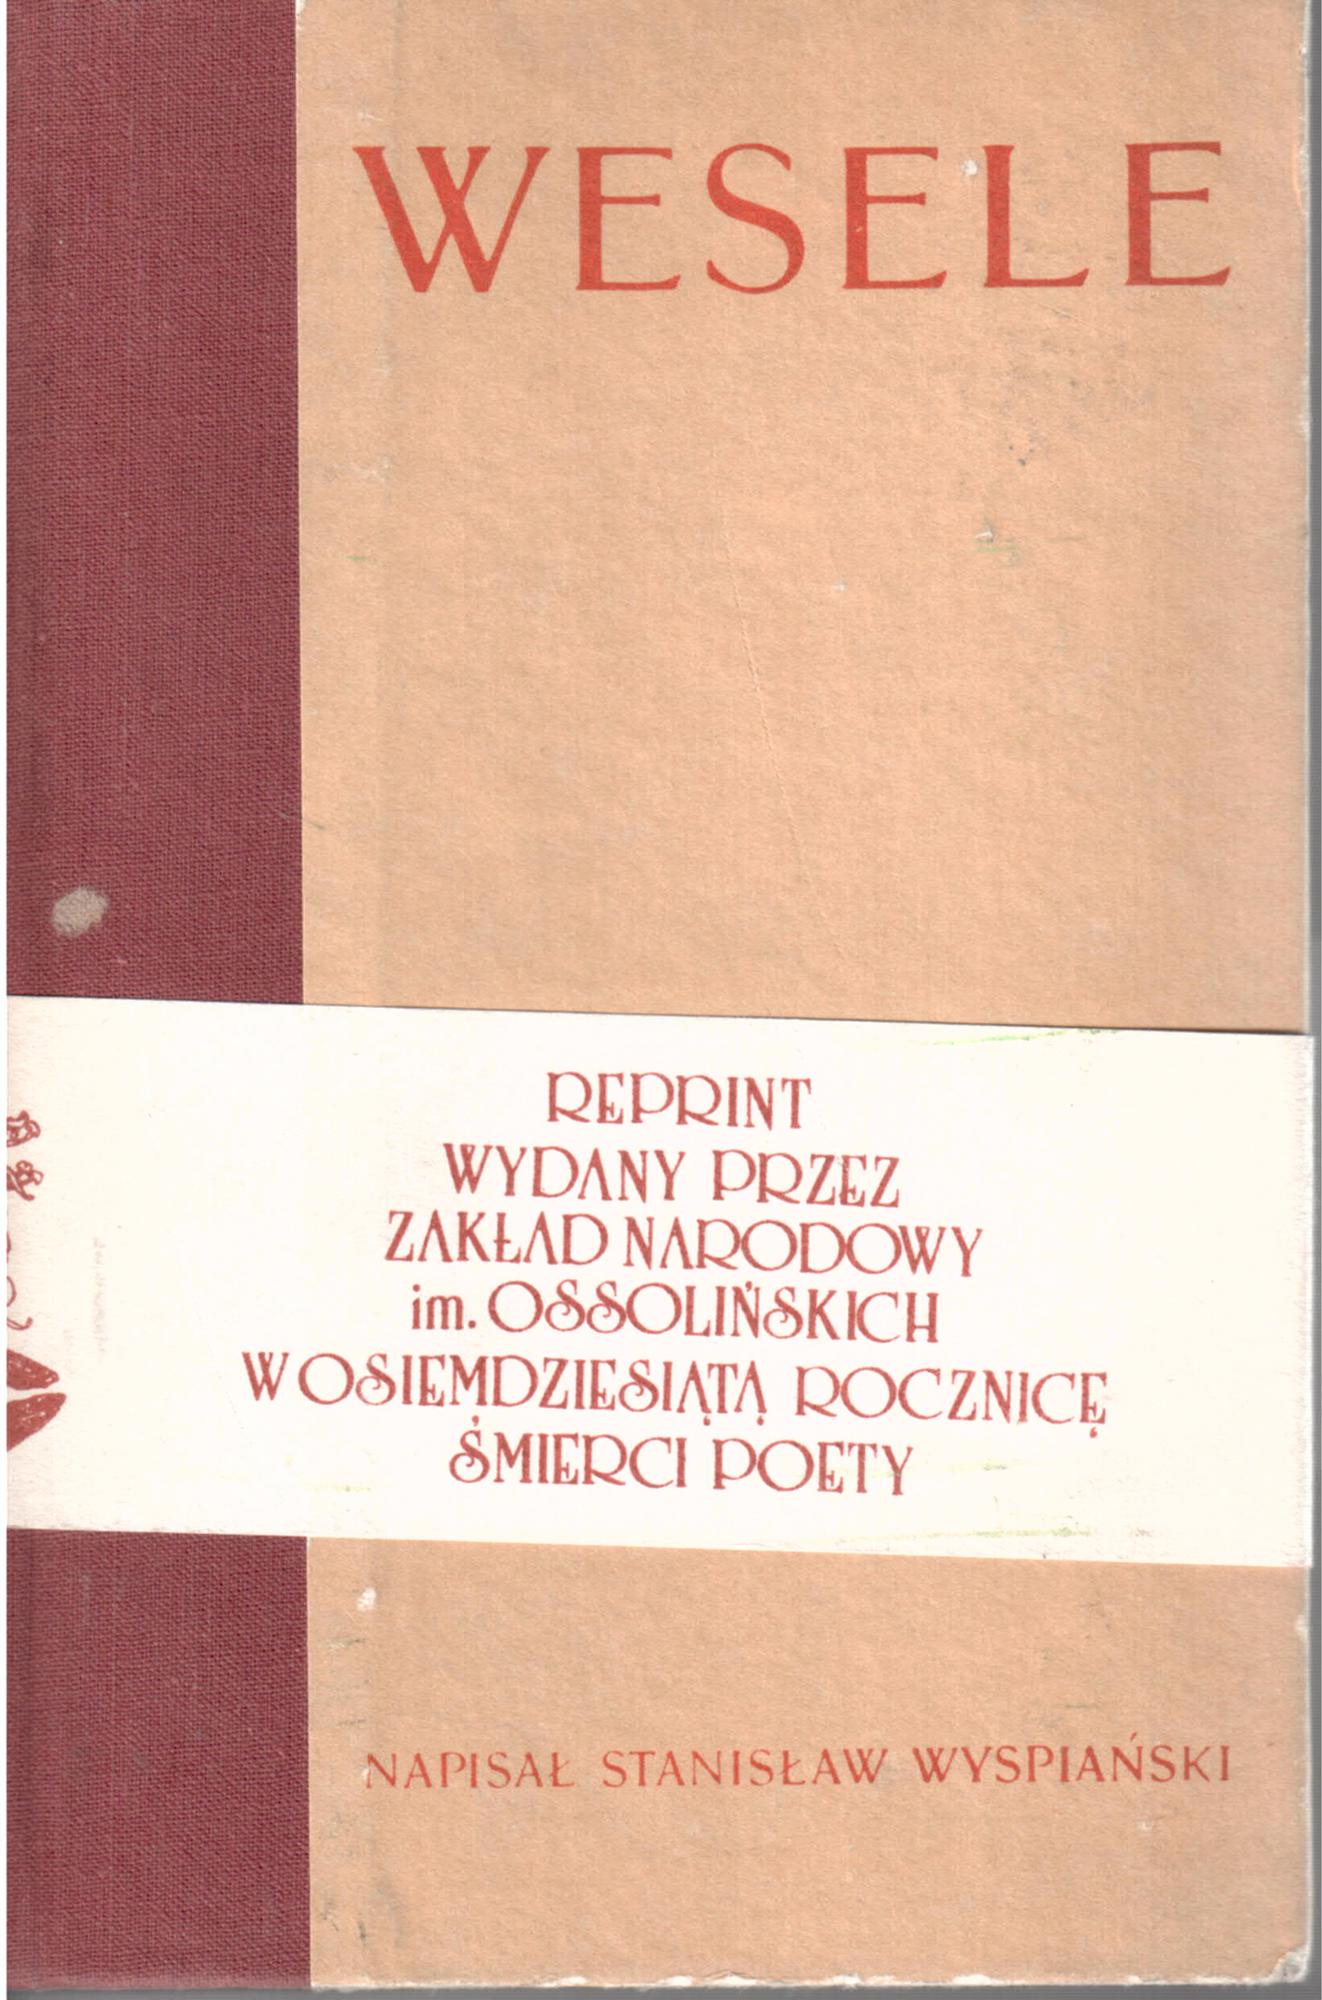 WESELE
REPRINT
WYDANY PRZEZ
ZAKŁAD NARODOWY
im. OSSOLIŃSKICH
W OSIEMDZIESIĄTĄ ROCZNICĘ
ŚMIERCI POETY
NAPISAŁ STANISŁAW WYSPIAŃSKI